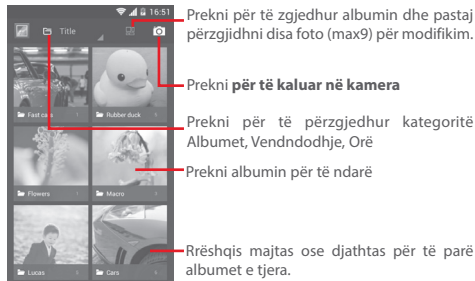 16:51
Title
Fast cars
Rubber duck
Flowers
Macro
Lucas
Cars
Prekni për të zgjedhur albumin dhe pastaj
përzgjidhni disa foto (max9) për modifikim.
Prekni për të kaluar në kamera
Prekni për të përzgjedhur kategoritë
Albumet, Vendndodhje, Orë
Prekni albumin për të ndarë
Rrëshqis majtas ose djathtas për të parë
albumet e tjera.